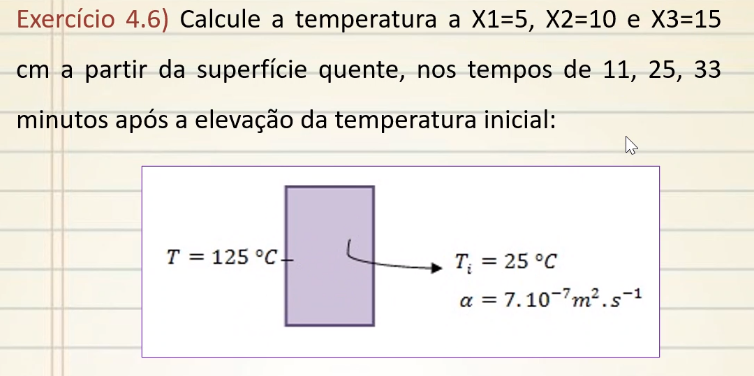 Exercício 4.6) Calcule a temperatura a X1=5, X2=10 e X3=15
cm a partir da superfície quente, nos tempos de 11, 25, 33
minutos após a elevação da temperatura inicial:
T = 125 °C
Tᵢ = 25 °C
α = 7.10⁻⁷m².s⁻¹